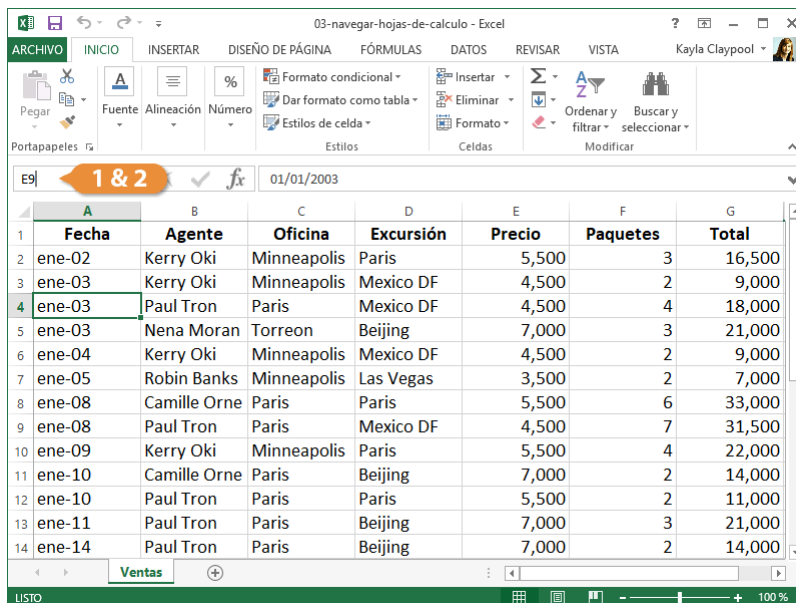 03-navegar-hojas-de-calculo - Excel
ARCHIVO INICIO INSERTAR DISEÑO DE PÁGINA FÓRMULAS DATOS REVISAR VISTA Kayla Claypool
Pegar Fuente Alineación Número Formato condicional Insertar Ordenar y Buscar y
% Dar formato como tabla Eliminar filtrar seleccionar
Estilos de celda Formato
Portapapeles Estilos Celdas Modificar
E9 1 & 2 fx 01/01/2003
A B C D E F G
1 Fecha Agente Oficina Excursión Precio Paquetes Total
2 ene-02 Kerry Oki Minneapolis Paris 5,500 3 16,500
3 ene-03 Kerry Oki Minneapolis Mexico DF 4,500 2 9,000
4 ene-03 Paul Tron Paris Mexico DF 4,500 4 18,000
5 ene-03 Nena Moran Torreon Beijing 7,000 3 21,000
6 ene-04 Kerry Oki Minneapolis Mexico DF 4,500 2 9,000
7 ene-05 Robin Banks Minneapolis Las Vegas 3,500 2 7,000
8 ene-08 Camille Orne Paris Paris 5,500 6 33,000
9 ene-08 Paul Tron Paris Mexico DF 4,500 7 31,500
10 ene-09 Kerry Oki Minneapolis Paris 5,500 4 22,000
11 ene-10 Camille Orne Paris Beijing 7,000 2 14,000
12 ene-10 Paul Tron Paris Paris 5,500 2 11,000
13 ene-11 Paul Tron Paris Beijing 7,000 3 21,000
14 ene-14 Paul Tron Paris Beijing 7,000 2 14,000
Ventas
LISTO 100 %